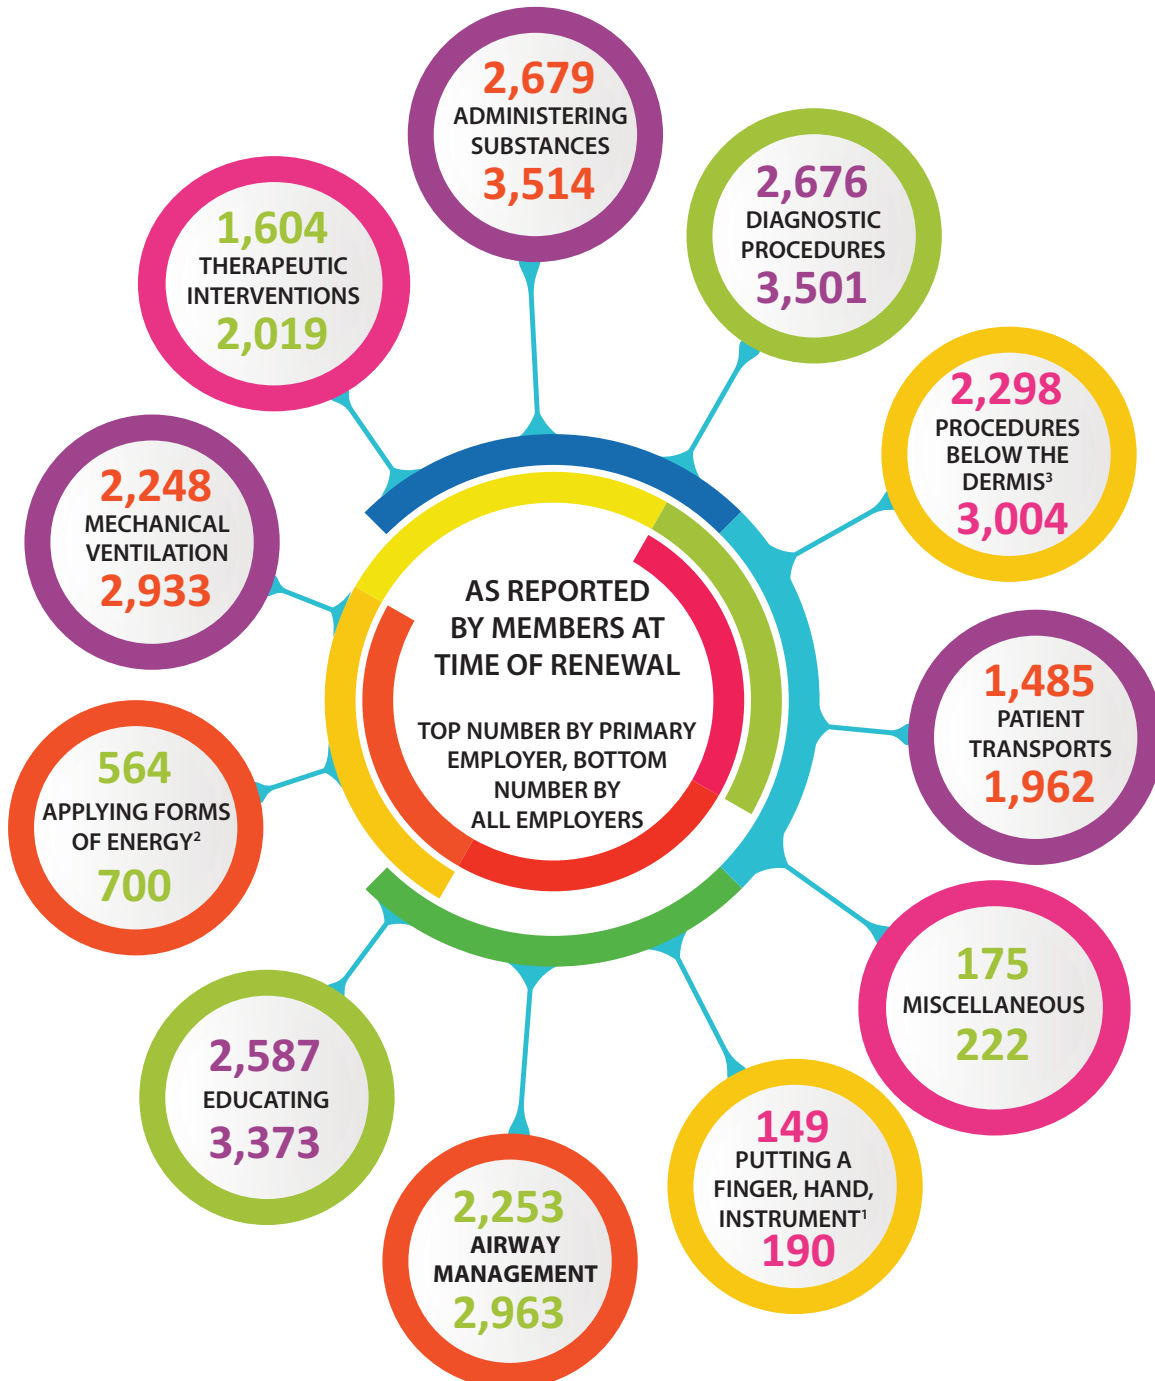 2,679
ADMINISTERING
SUBSTANCES
3,514
2,676
DIAGNOSTIC
PROCEDURES
3,501
2,298
PROCEDURES
BELOW THE
DERMIS³
3,004
1,485
PATIENT
TRANSPORTS
1,962
175
MISCELLANEOUS
222
149
PUTTING A
FINGER, HAND,
INSTRUMENT¹
190
2,253
AIRWAY
MANAGEMENT
2,963
2,587
EDUCATING
3,373
564
APPLYING FORMS
OF ENERGY²
700
2,248
MECHANICAL
VENTILATION
2,933
1,604
THERAPEUTIC
INTERVENTIONS
2,019
AS REPORTED
BY MEMBERS AT
TIME OF RENEWAL
TOP NUMBER BY PRIMARY
EMPLOYER, BOTTOM
NUMBER BY
ALL EMPLOYERS